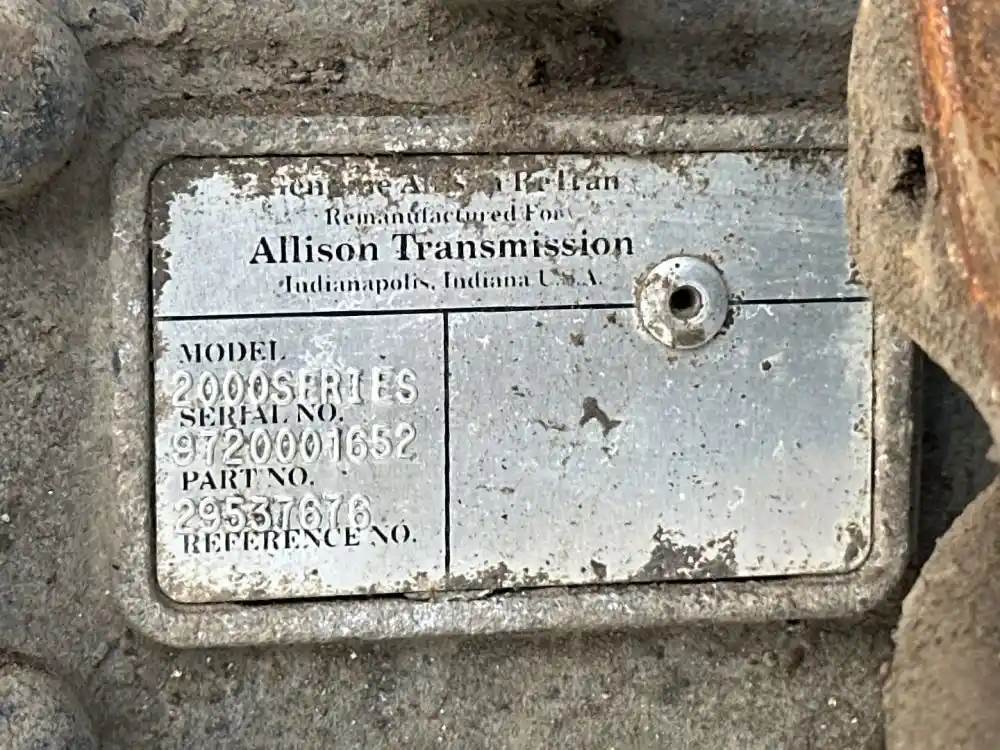 Remanufactured For
Allison Transmission
Indianapolis, Indiana U.S.A.
MODEL
2000SERIES
SERIAL NO.
9720001652
PART NO.
29537676
REFERENCE NO.